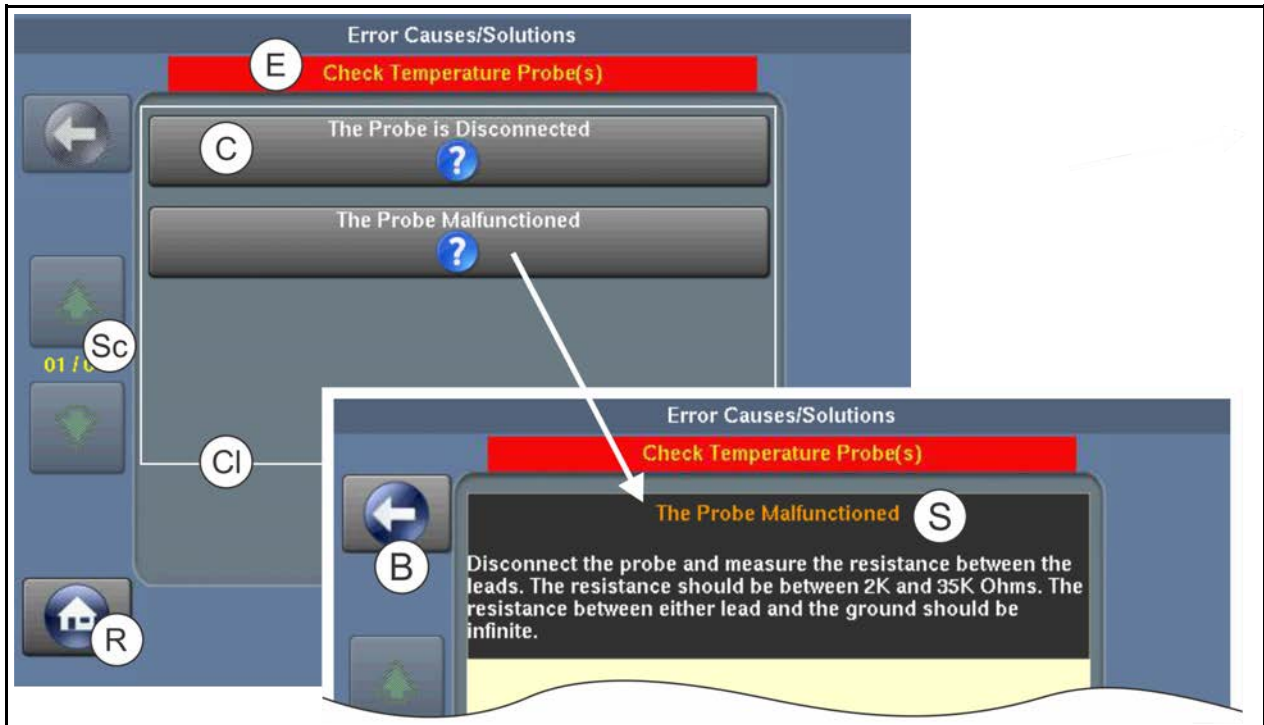 Error Causes/Solutions
E
Check Temperature Probe(s)
C
The Probe is Disconnected
?
The Probe Malfunctioned
?
Sc
01 /
Cl
R
Error Causes/Solutions
Check Temperature Probe(s)
B
The Probe Malfunctioned
S
Disconnect the probe and measure the resistance between the
leads. The resistance should be between 2K and 35K Ohms. The
resistance between either lead and the ground should be
infinite.